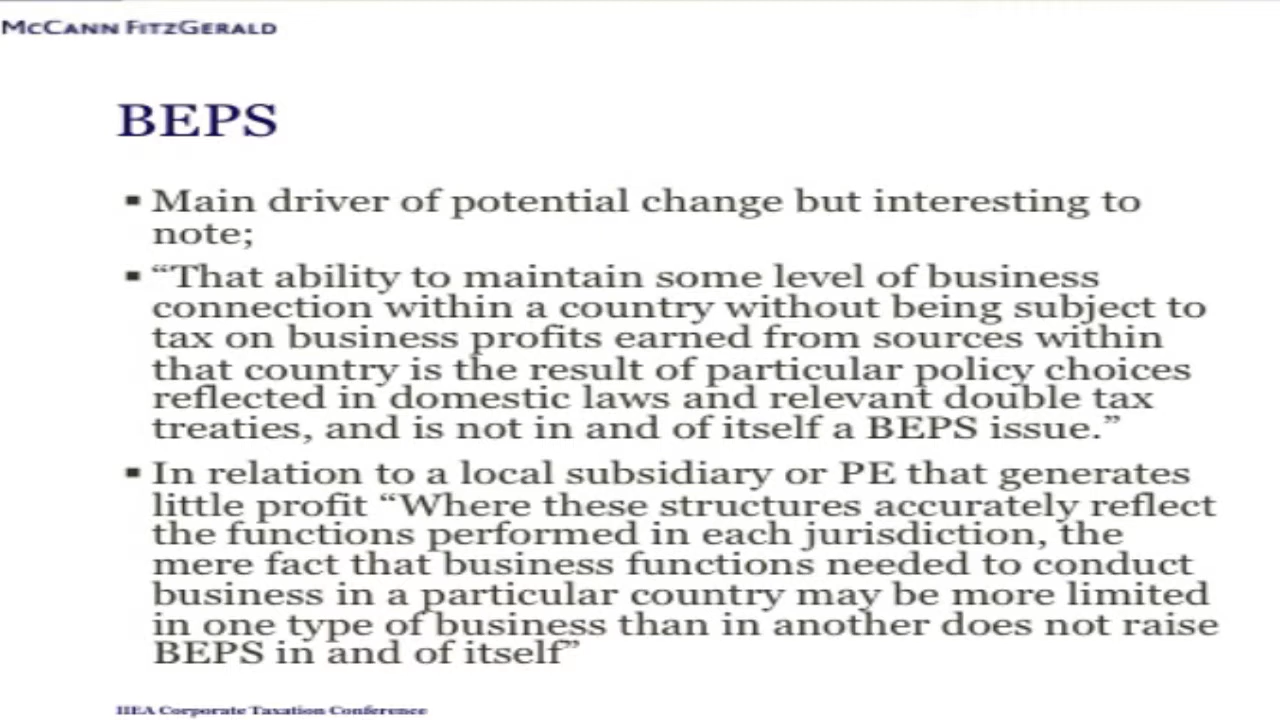 McCann FitzGerald
BEPS
▪ Main driver of potential change but interesting to
note;
▪ “That ability to maintain some level of business
connection within a country without being subject to
tax on business profits earned from sources within
that country is the result of particular policy choices
reflected in domestic laws and relevant double tax
treaties, and is not in and of itself a BEPS issue.”
▪ In relation to a local subsidiary or PE that generates
little profit “Where these structures accurately reflect
the functions performed in each jurisdiction, the
mere fact that business functions needed to conduct
business in a particular country may be more limited
in one type of business than in another does not raise
BEPS in and of itself”
IIEA Corporate Taxation Conference